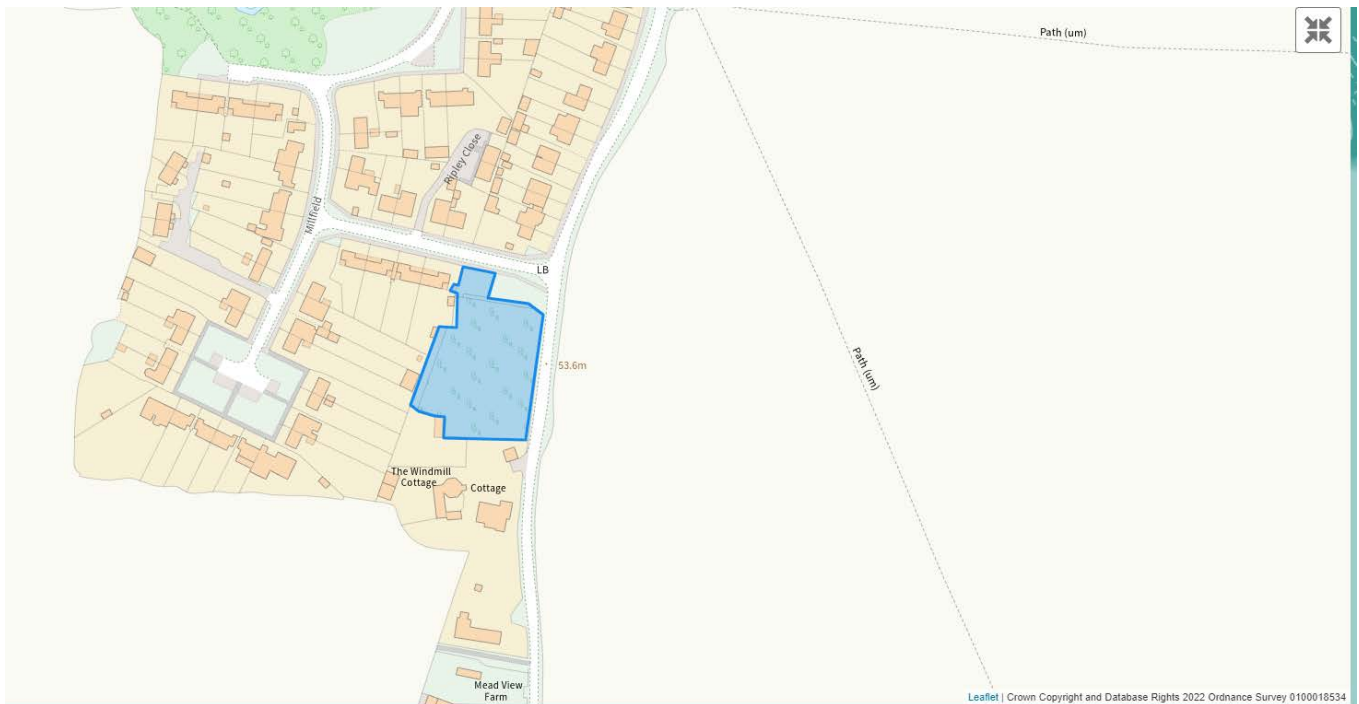 Path (um)
Ripley Close
Millfield
LB
53.6m
Path (um)
The Windmill
Cottage
Cottage
Mead View
Farm
Leaflet | Crown Copyright and Database Rights 2022 Ordnance Survey 0100018534